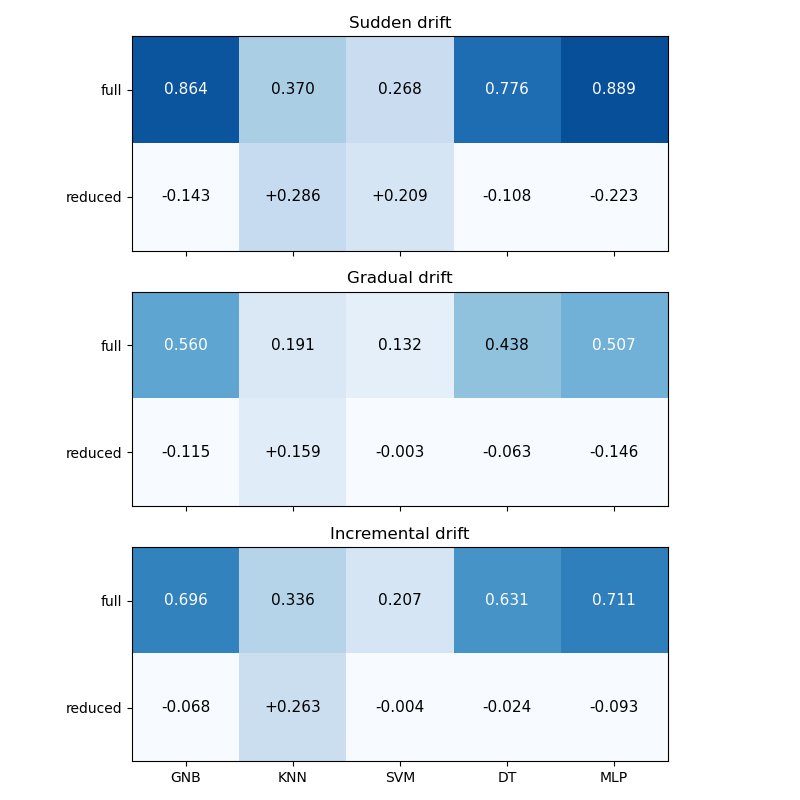 Sudden drift
full 0.864 0.370 0.268 0.776 0.889
reduced -0.143 +0.286 +0.209 -0.108 -0.223
Gradual drift
full 0.560 0.191 0.132 0.438 0.507
reduced -0.115 +0.159 -0.003 -0.063 -0.146
Incremental drift
full 0.696 0.336 0.207 0.631 0.711
reduced -0.068 +0.263 -0.004 -0.024 -0.093
GNB KNN SVM DT MLP